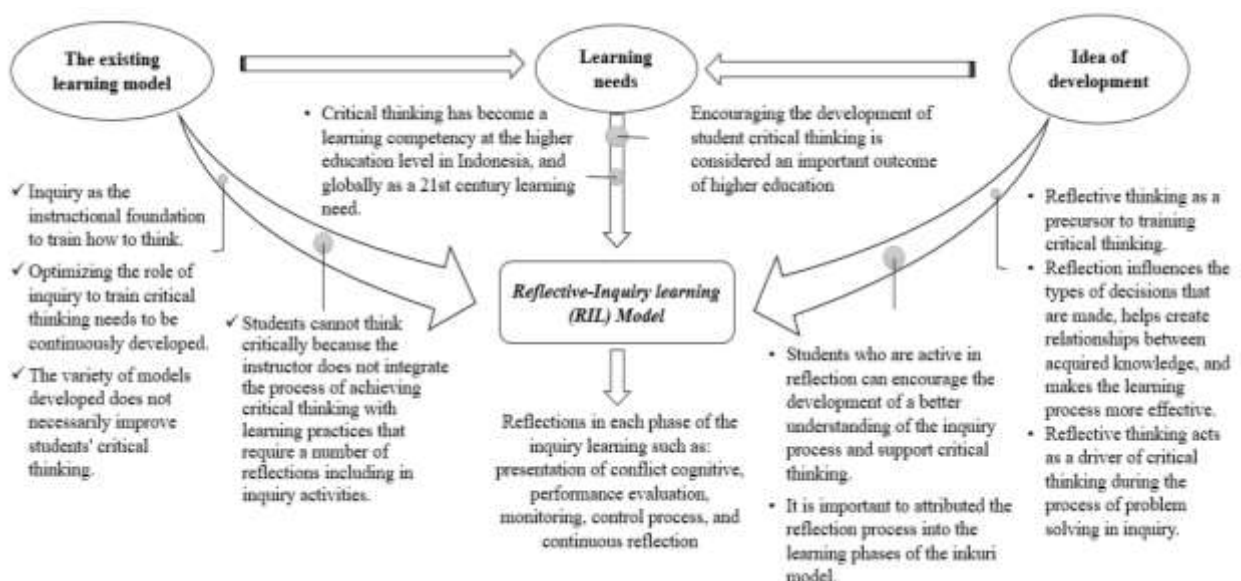 The existing
learning model
Learning
needs
Idea of
development
• Critical thinking has become a
learning competency at the higher
education level in Indonesia, and
globally as a 21st century learning
need.
Encouraging the development of
student critical thinking is
considered an important outcome
of higher education
✓ Inquiry as the
instructional foundation
to train how to think.
✓ Optimizing the role of
inquiry to train critical
thinking needs to be
continuously developed.
✓ The variety of models
developed does not
necessarily improve
students' critical
thinking.
✓ Students cannot think
critically because the
instructor does not integrate
the process of achieving
critical thinking with
learning practices that
require a number of
reflections including in
inquiry activities.
Reflective-Inquiry learning
(RIL) Model
Reflections in each phase of the
inquiry learning such as:
presentation of conflict cognitive,
performance evaluation,
monitoring, control process, and
continuous reflection
• Students who are active in
reflection can encourage the
development of a better
understanding of the inquiry
process and support critical
thinking.
• It is important to attributed the
reflection process into the
learning phases of the inkuri
model.
• Reflective thinking as a
precursor to training
critical thinking.
• Reflection influences the
types of decisions that
are made, helps create
relationships between
acquired knowledge, and
makes the learning
process more effective.
• Reflective thinking acts
as a driver of critical
thinking during the
process of problem
solving in inquiry.